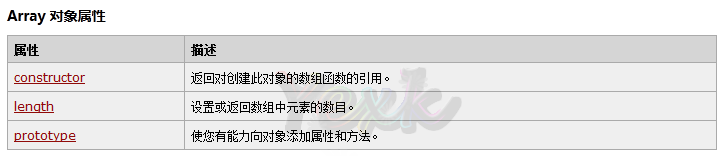 Array 对象属性
属性 描述
constructor 返回对创建此对象的数组函数的引用。
length 设置或返回数组中元素的数目。
prototype 使您有能力向对象添加属性和方法。